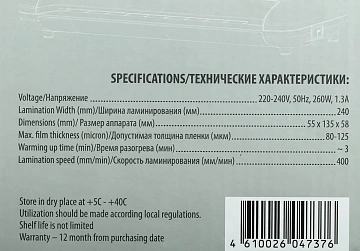 SPECIFICATIONS/ТЕХНИЧЕСКИЕ ХАРАКТЕРИСТИКИ:
Voltage/Напряжение 220-240V, 50Hz, 260W, 1.3A
Lamination Width (mm)/Ширина ламинирования (мм) 240
Dimensions (mm)/ Размер аппарата (мм) 55 x 135 x 58
Max. film thickness (micron)/Допустимая толщина пленки (мкм) 80-125
Warming up time (min)/Время разогрева (мин) ~ 3
Lamination speed (mm/min)/Скорость ламинирования (мм/мин) 400
Store in dry place at +5C - +40C
Utilization should be made according local regulations.
Shelf life is not limited
Warranty – 12 month from purchasing date
4 610026 047376